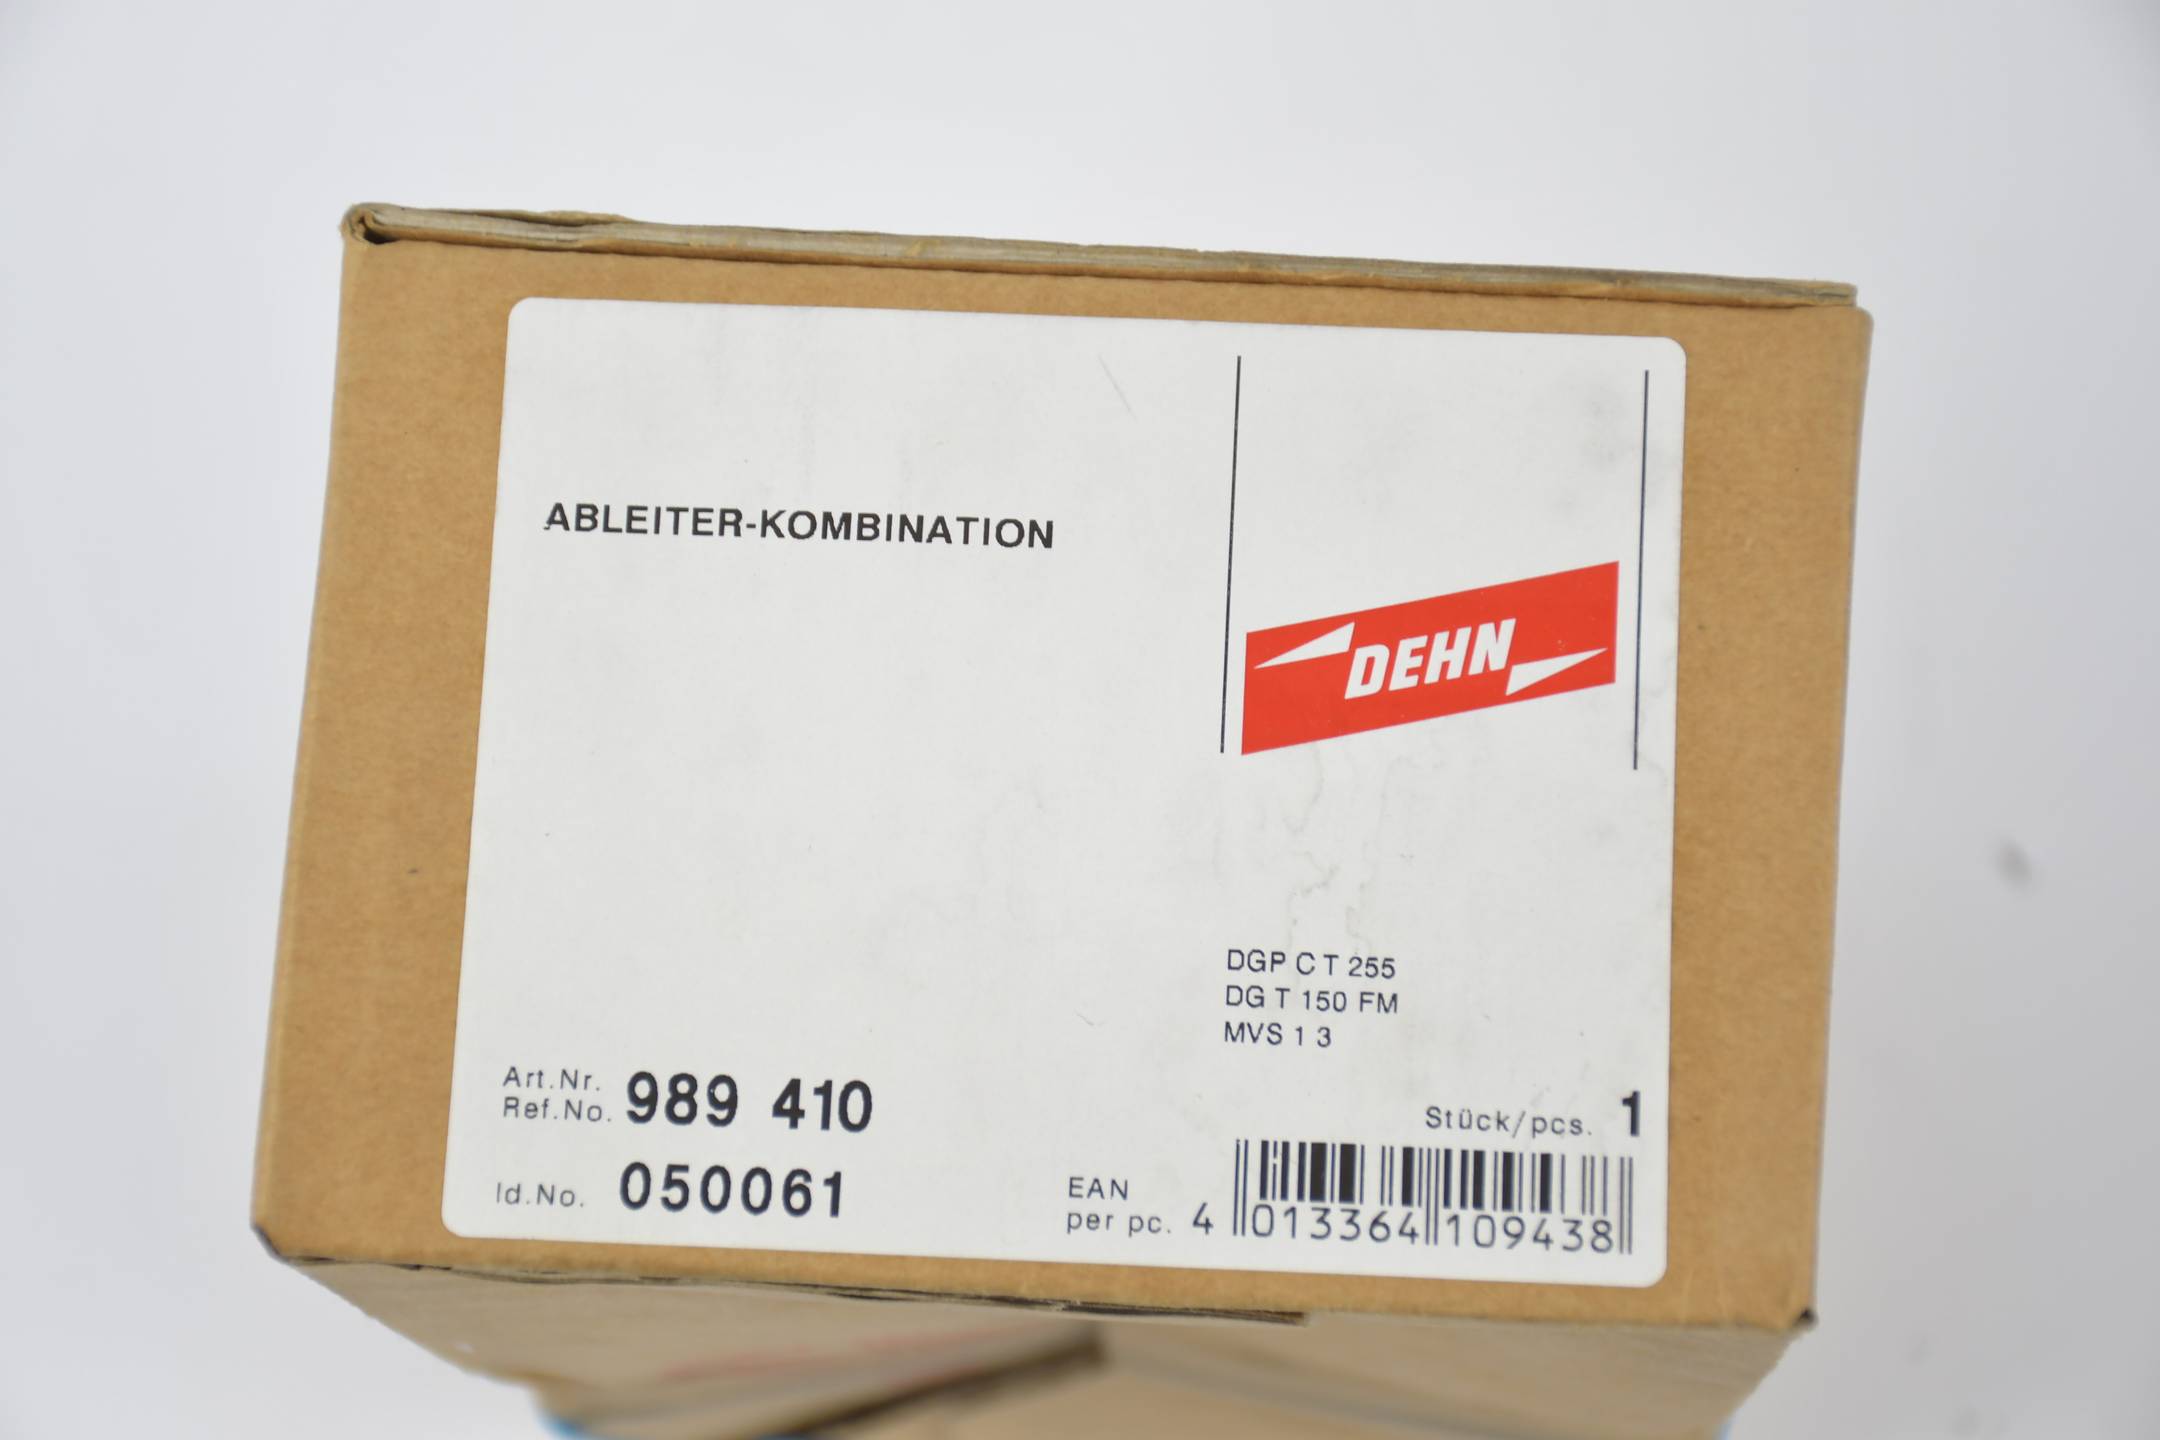 ABLEITER-KOMBINATION
DEHN
DGP C T 255
DG T 150 FM
MVS 1 3
Art.Nr.
Ref.No. 989 410
Stück/pcs. 1
Id.No. 050061
EAN
per pc. 4 013364 109438